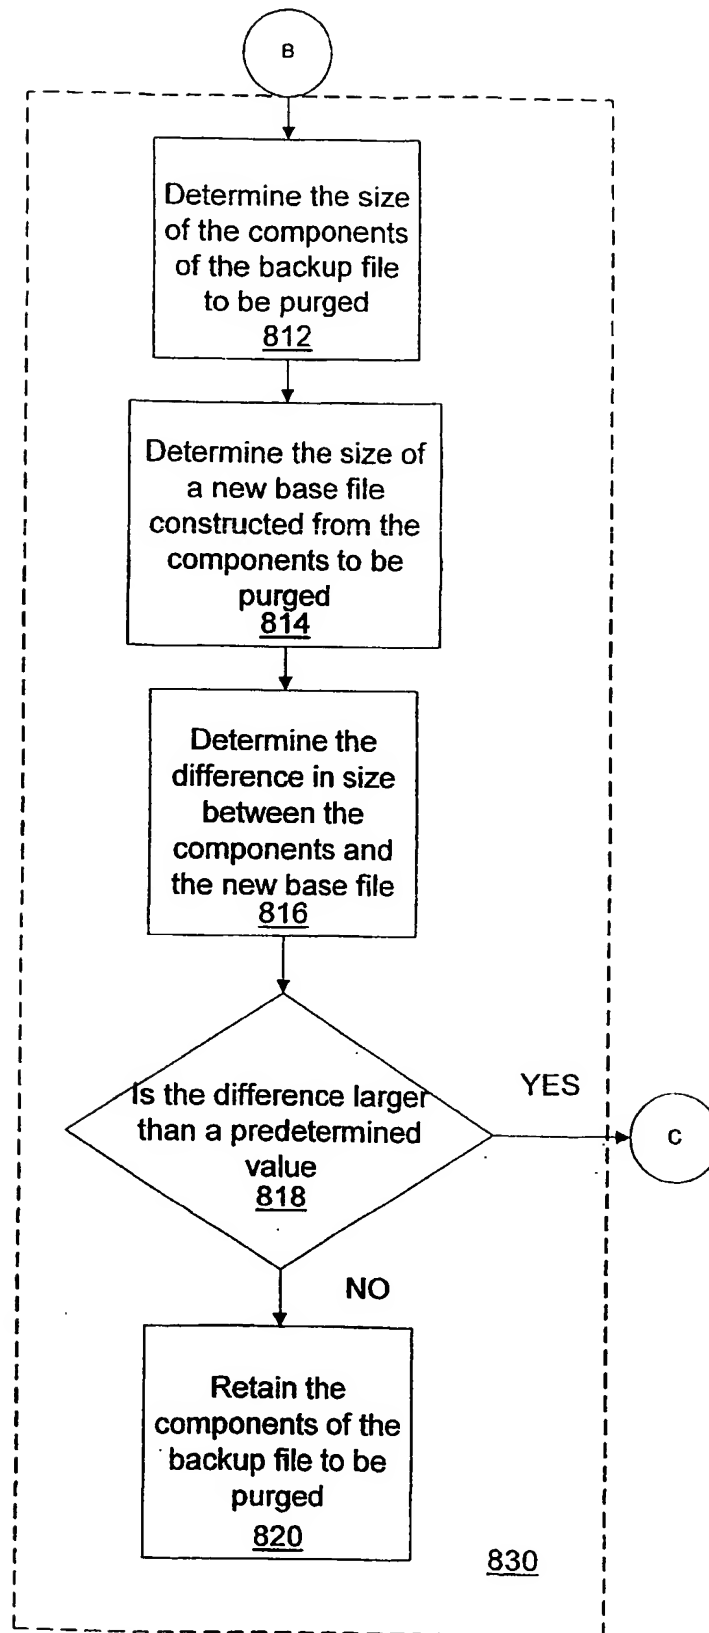 B
Determine the size
of the components
of the backup file
to be purged
812
Determine the size of
a new base file
constructed from the
components to be
purged
814
Determine the
difference in size
between the
components and
the new base file
816
Is the difference larger
than a predetermined
value
818
YES
C
NO
Retain the
components of the
backup file to be
purged
820
830